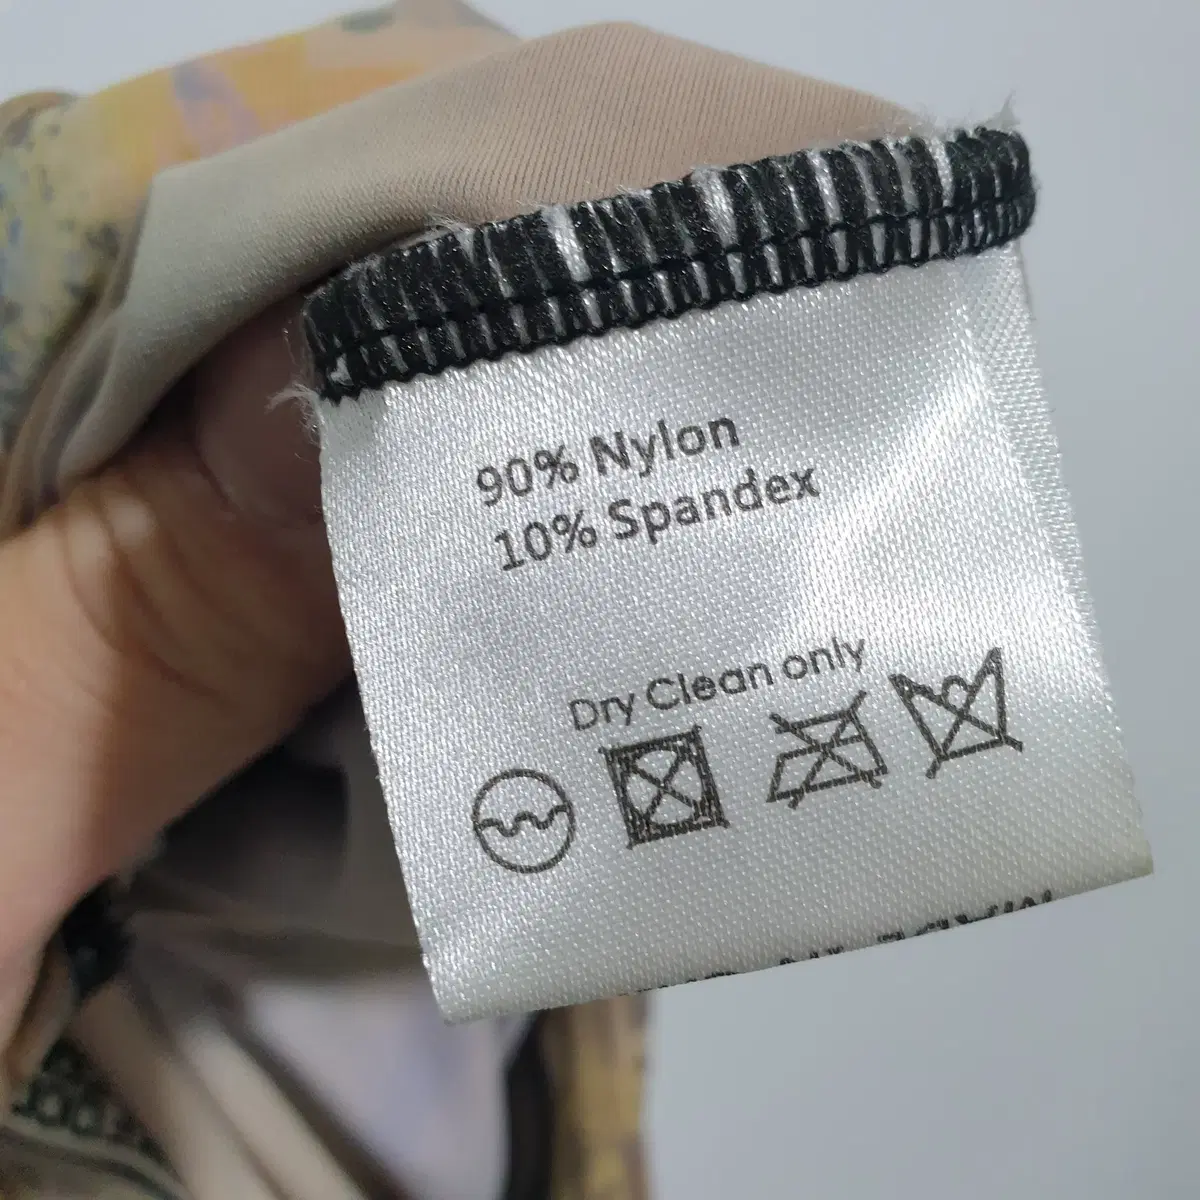 90% Nylon
10% Spandex
Dry Clean only